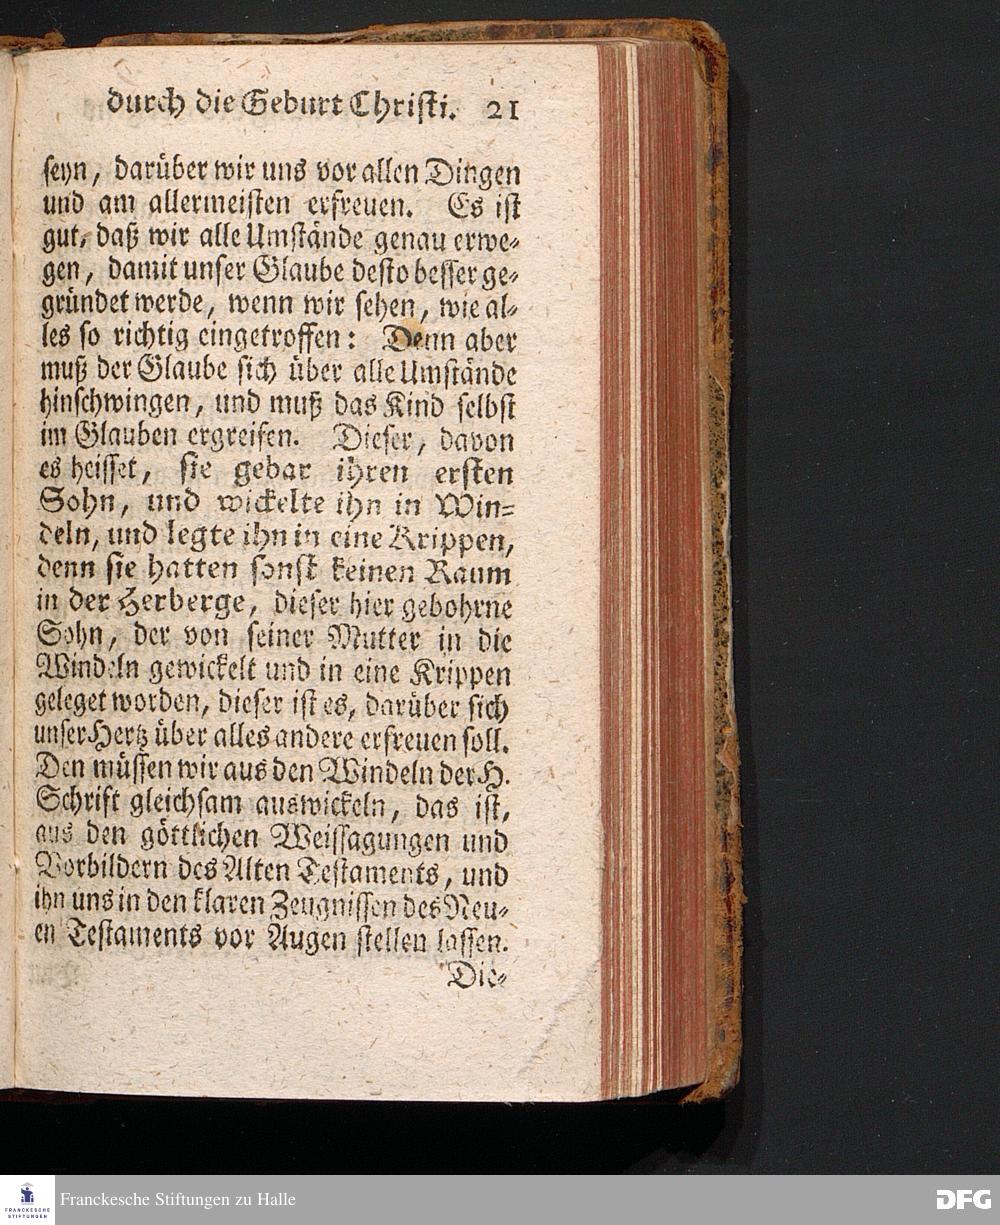 durch die Geburt Christi. 21
seyn, darüber wir uns vor allen Dingen
und am allermeisten erfreuen. Es ist
gut, daß wir alle Umstände genau erwe-
gen, damit unser Glaube desto besser ge-
gründet werde, wenn wir sehen, wie al-
les so richtig eingetroffen: Denn aber
muß der Glaube sich über alle Umstände
hinschwingen, und muß das Kind selbst
im Glauben ergreifen. Dieser, davon
es heisset, sie gebar ihren ersten
Sohn, und wickelte ihn in Win-
deln, und legte ihn in eine Krippen,
denn sie hatten sonst keinen Raum
in der Herberge, dieser hier gebohrne
Sohn, der von seiner Mutter in die
Windeln gewickelt und in eine Krippen
geleget worden, dieser ist es, darüber sich
unser Hertz über alles andere erfreuen soll.
Den müssen wir aus den Windeln der H.
Schrift gleichsam auswickeln, das ist,
aus den göttlichen Weissagungen und
Vorbildern des Alten Testaments, und
ihn uns in den klaren Zeugnissen des Neu-
en Testaments vor Augen stellen lassen.
Die-
FRANCKESCHE
STIFTUNGEN
Franckesche Stiftungen zu Halle
DFG